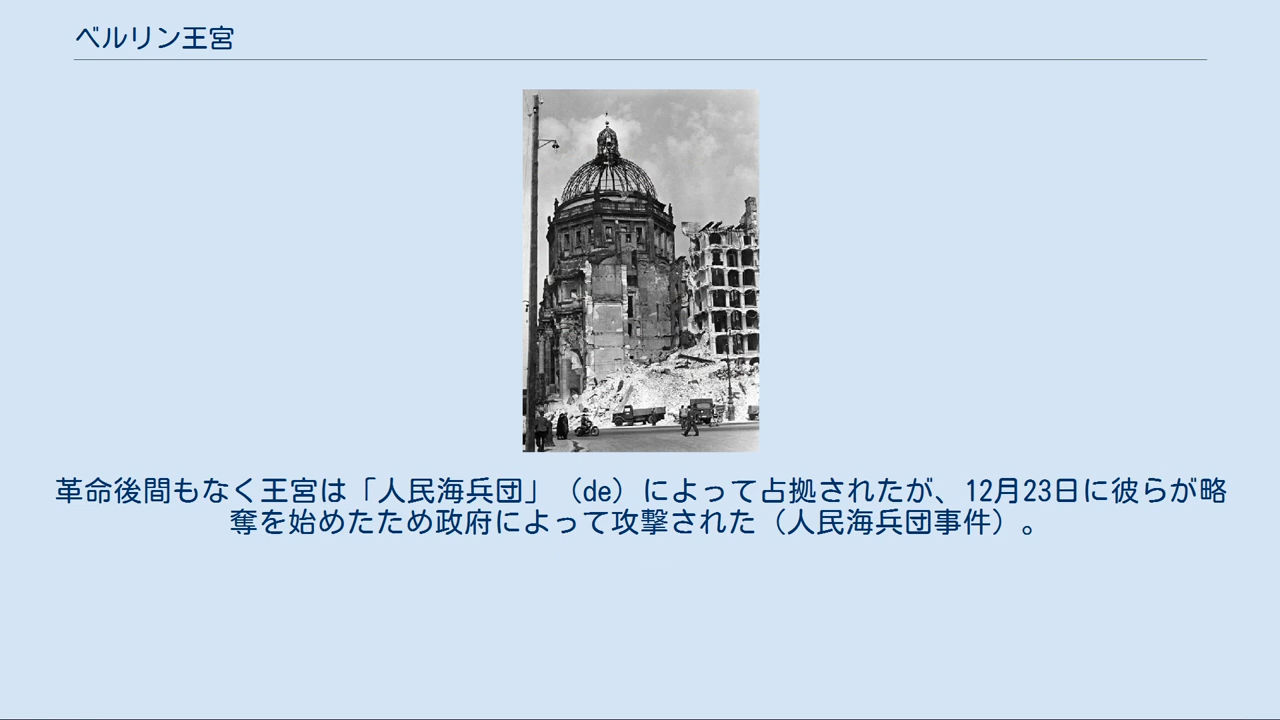 ベルリン王宮
革命後間もなく王宮は「人民海兵団」（de）によって占拠されたが、12月23日に彼らが略
奪を始めたため政府によって攻撃された（人民海兵団事件）。